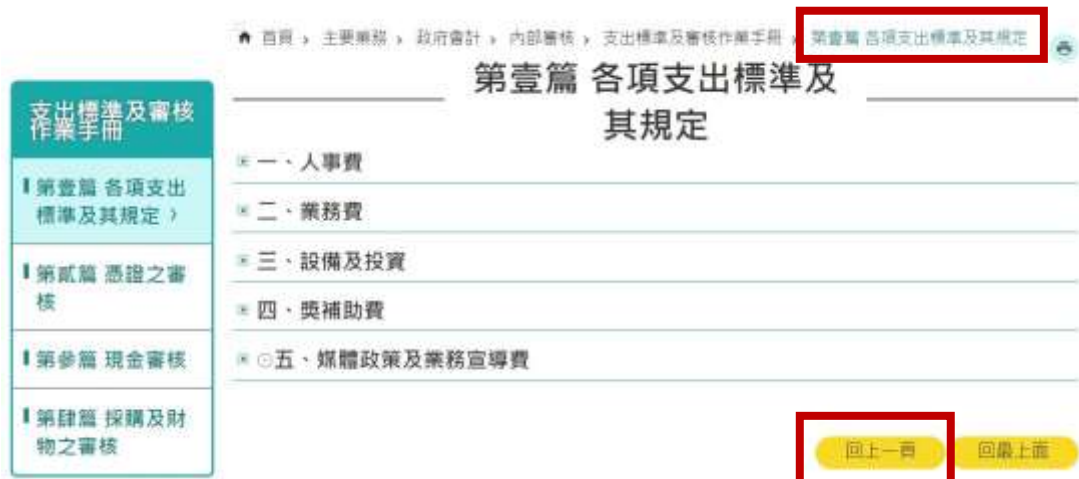 首頁 › 主要業務 › 政府會計 › 內部審核 › 支出標準及審核作業手冊 › 第壹篇 各項支出標準及其規定
支出標準及審核
作業手冊
第壹篇 各項支出
標準及其規定 ›
第貳篇 憑證之審
核
第參篇 現金審核
第肆篇 採購及財
物之審核
第壹篇 各項支出標準及
其規定
一、人事費
二、業務費
三、設備及投資
四、獎補助費
⊙五、媒體政策及業務宣導費
回上一頁
回最上面